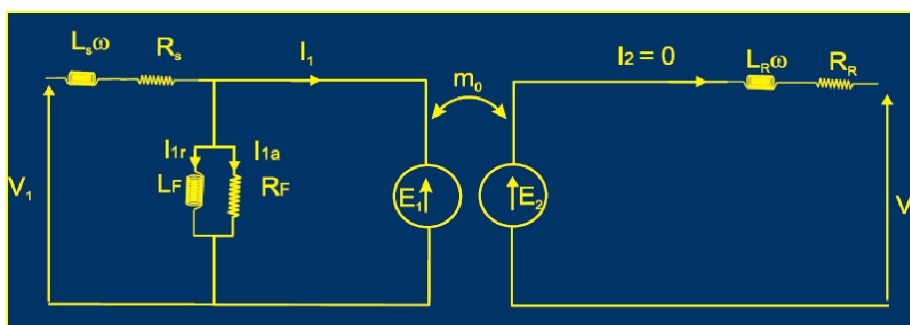 Lsω
Rs
I1
m0
I2 = 0
LRω
RR
V1
I1r
I1a
LF
RF
E1
E2
V